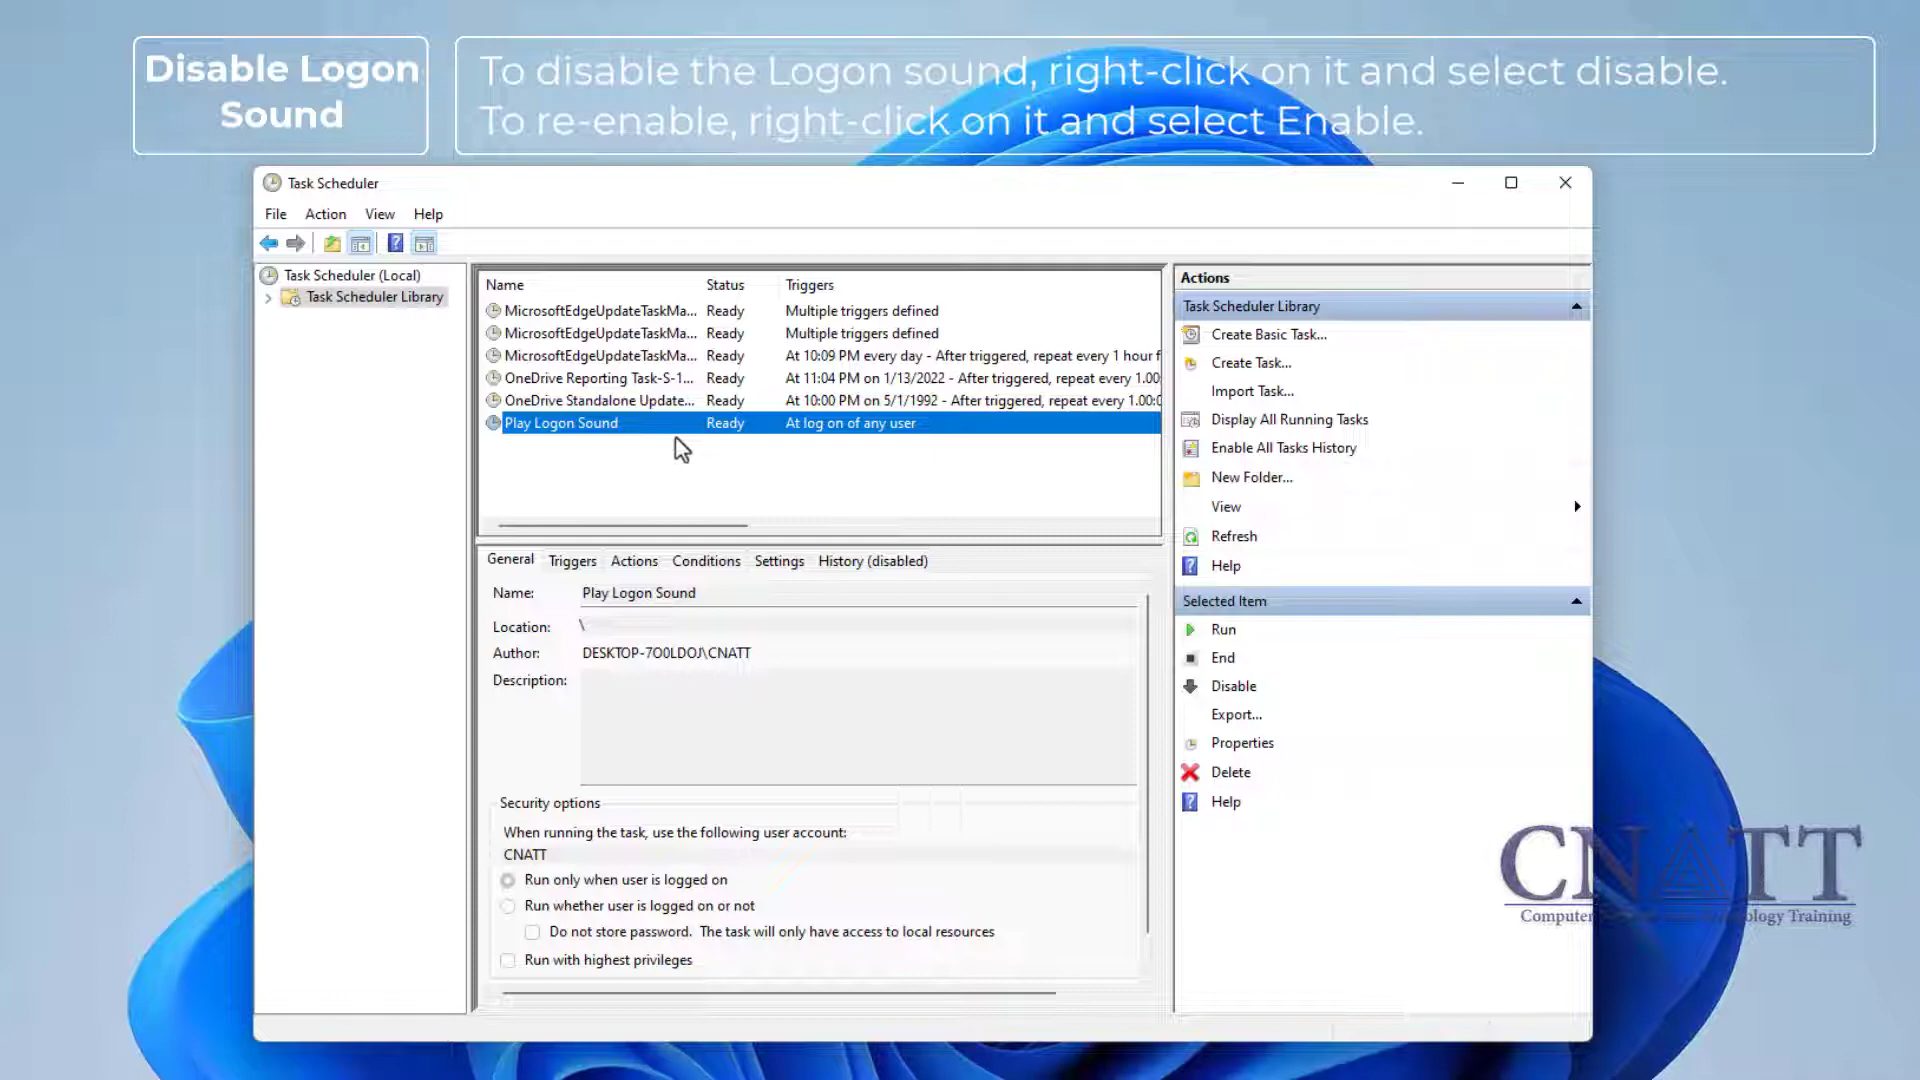 Disable Logon
Sound
To disable the Logon sound, right-click on it and select disable.
To re-enable, right-click on it and select Enable.
Task Scheduler
File Action View Help
Task Scheduler (Local)
Task Scheduler Library
Name Status Triggers
MicrosoftEdgeUpdateTaskMa... Ready Multiple triggers defined
MicrosoftEdgeUpdateTaskMa... Ready Multiple triggers defined
MicrosoftEdgeUpdateTaskMa... Ready At 10:09 PM every day - After triggered, repeat every 1 hour f
OneDrive Reporting Task-S-1... Ready At 11:04 PM on 1/13/2022 - After triggered, repeat every 1.00:
OneDrive Standalone Update... Ready At 10:00 PM on 5/1/1992 - After triggered, repeat every 1.00:0
Play Logon Sound Ready At log on of any user
General Triggers Actions Conditions Settings History (disabled)
Name: Play Logon Sound
Location: \
Author: DESKTOP-7O0LDOJ\CNATT
Description:
Security options
When running the task, use the following user account:
CNATT
Run only when user is logged on
Run whether user is logged on or not
Do not store password. The task will only have access to local resources
Run with highest privileges
Actions
Task Scheduler Library
Create Basic Task...
Create Task...
Import Task...
Display All Running Tasks
Enable All Tasks History
New Folder...
View
Refresh
Help
Selected Item
Run
End
Disable
Export...
Properties
Delete
Help
CNATT
Computer ology Training